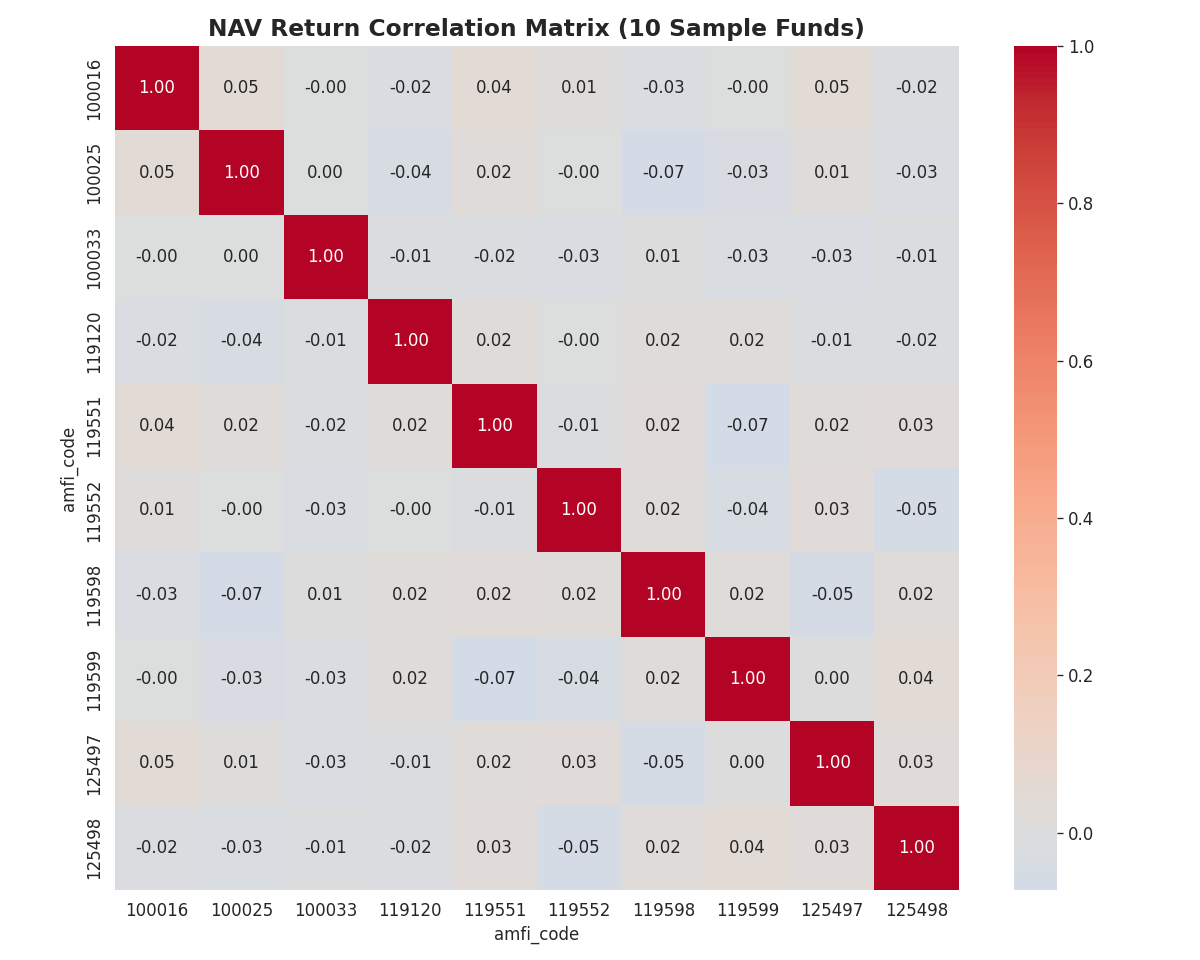 NAV Return Correlation Matrix (10 Sample Funds)
amfi_code
100016 1.00 0.05 -0.00 -0.02 0.04 0.01 -0.03 -0.00 0.05 -0.02
100025 0.05 1.00 0.00 -0.04 0.02 -0.00 -0.07 -0.03 0.01 -0.03
100033 -0.00 0.00 1.00 -0.01 -0.02 -0.03 0.01 -0.03 -0.03 -0.01
119120 -0.02 -0.04 -0.01 1.00 0.02 -0.00 0.02 0.02 -0.01 -0.02
119551 0.04 0.02 -0.02 0.02 1.00 -0.01 0.02 -0.07 0.02 0.03
119552 0.01 -0.00 -0.03 -0.00 -0.01 1.00 0.02 -0.04 0.03 -0.05
119598 -0.03 -0.07 0.01 0.02 0.02 0.02 1.00 0.02 -0.05 0.02
119599 -0.00 -0.03 -0.03 0.02 -0.07 -0.04 0.02 1.00 0.00 0.04
125497 0.05 0.01 -0.03 -0.01 0.02 0.03 -0.05 0.00 1.00 0.03
125498 -0.02 -0.03 -0.01 -0.02 0.03 -0.05 0.02 0.04 0.03 1.00
100016 100025 100033 119120 119551 119552 119598 119599 125497 125498
amfi_code
1.0
0.8
0.6
0.4
0.2
0.0